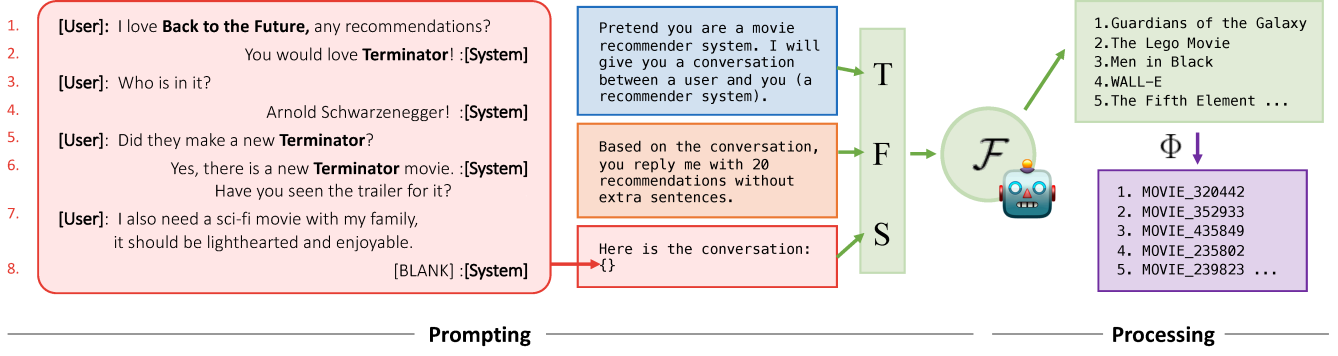 1. [User]: I love Back to the Future, any recommendations?
2. You would love Terminator! :[System]
3. [User]: Who is in it?
4. Arnold Schwarzenegger! :[System]
5. [User]: Did they make a new Terminator?
6. Yes, there is a new Terminator movie. :[System]
Have you seen the trailer for it?
7. [User]: I also need a sci-fi movie with my family,
it should be lighthearted and enjoyable.
8. [BLANK] :[System]
Pretend you are a movie
recommender system. I will
give you a conversation
between a user and you (a
recommender system).
Based on the conversation,
you reply me with 20
recommendations without
extra sentences.
Here is the conversation:
{}
T
F
S
ℱ
1.Guardians of the Galaxy
2.The Lego Movie
3.Men in Black
4.WALL-E
5.The Fifth Element ...
Φ
1. MOVIE_320442
2. MOVIE_352933
3. MOVIE_435849
4. MOVIE_235802
5. MOVIE_239823 ...
Prompting
Processing